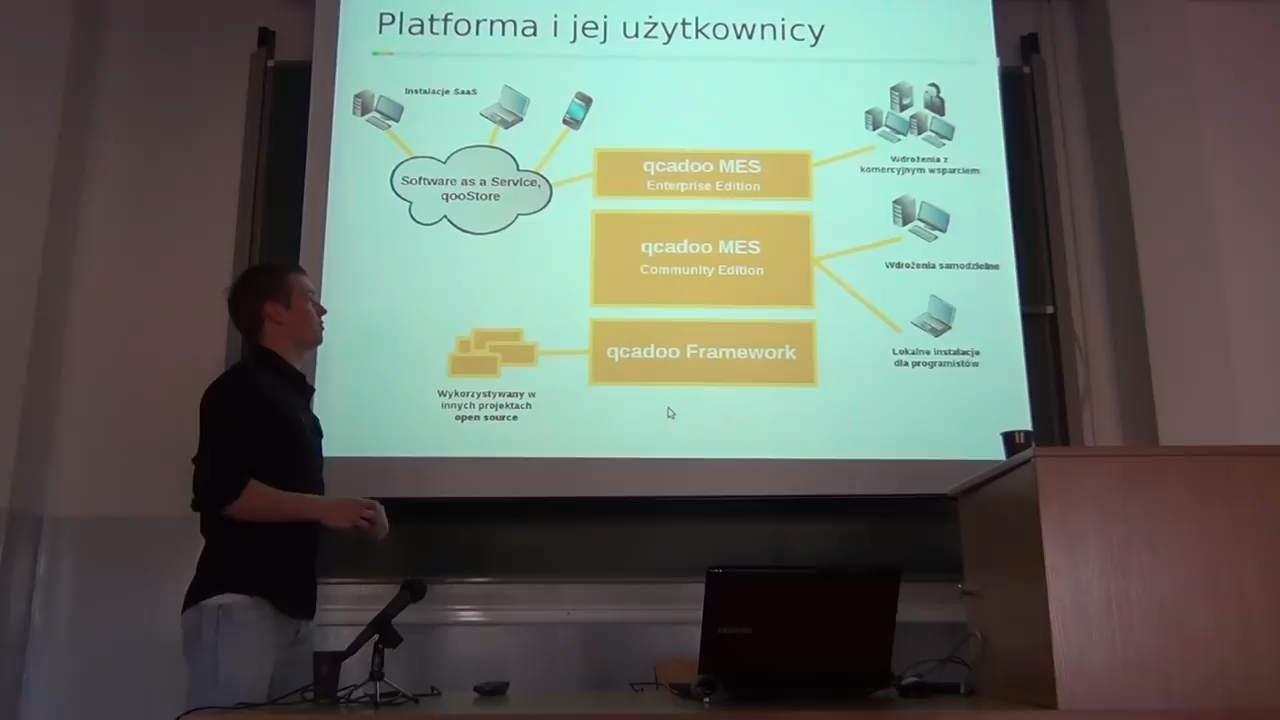 Platforma i jej użytkownicy
Instalacje SaaS
Software as a Service,
qooStore
qcadoo MES
Enterprise Edition
Wdrożenia z
komercyjnym wsparciem
qcadoo MES
Community Edition
Wdrożenia samodzielne
Lokalne instalacje
dla programistów
qcadoo Framework
Wykorzystywany w
innych projektach
open source
SAMSUNG